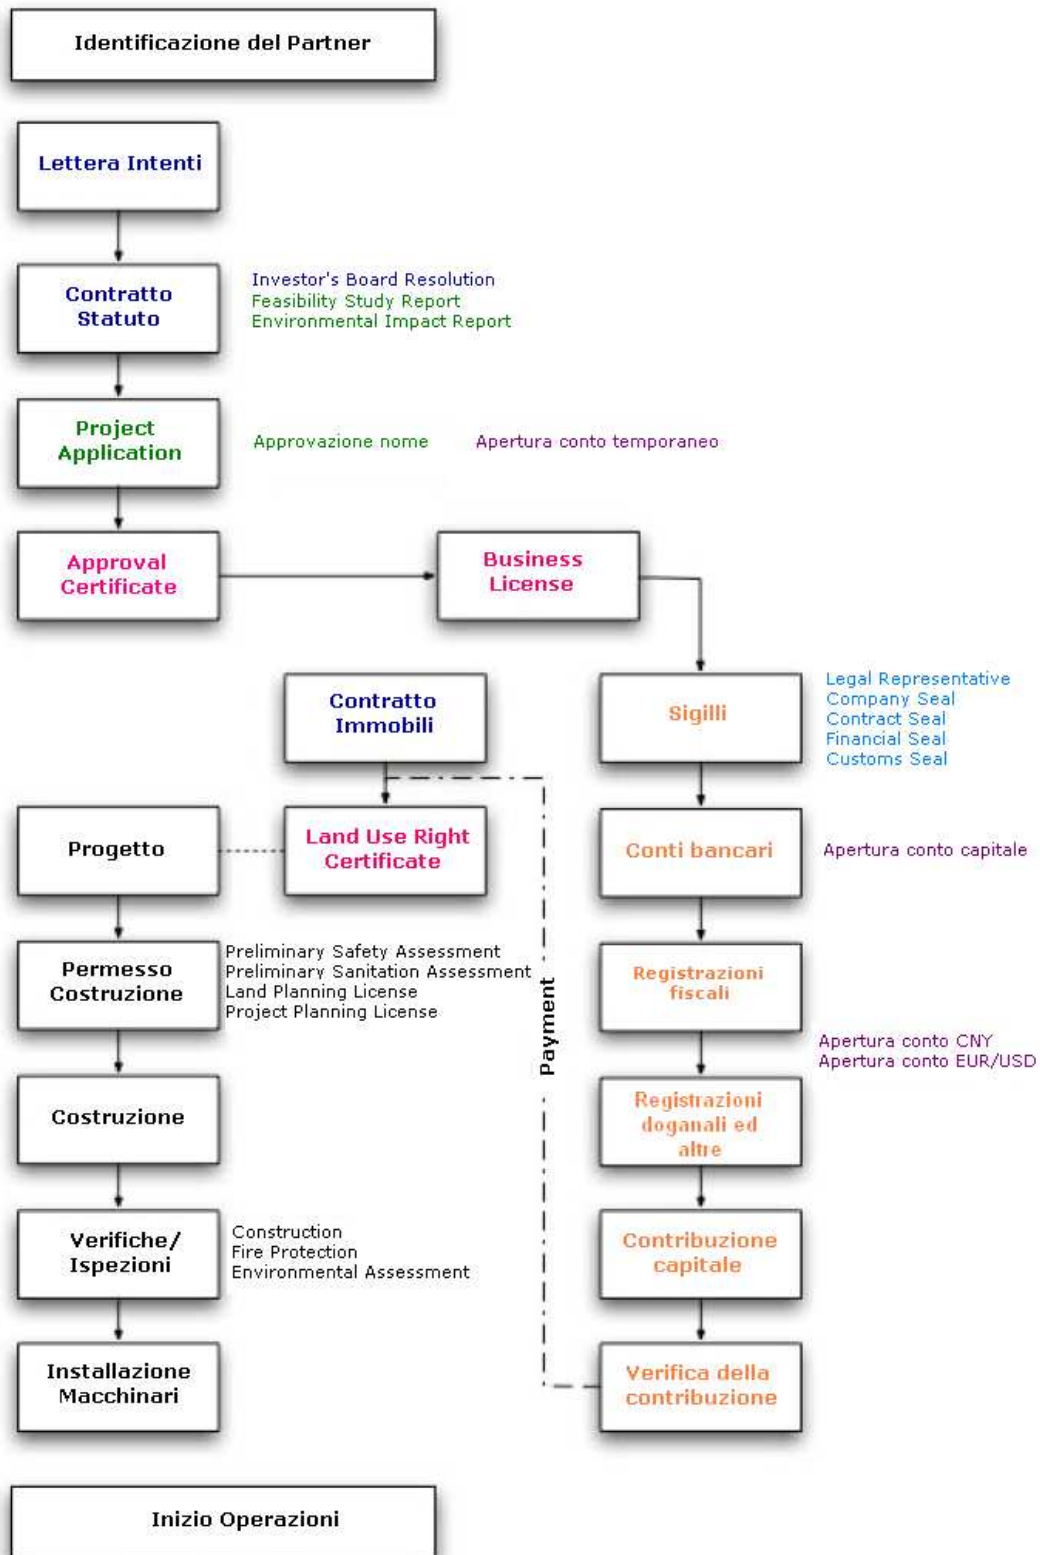 Identificazione del Partner
Lettera Intenti
Contratto
Statuto
Investor's Board Resolution
Feasibility Study Report
Environmental Impact Report
Project
Application
Approvazione nome
Apertura conto temporaneo
Approval
Certificate
Business
License
Contratto
Immobili
Sigilli
Legal Representative
Company Seal
Contract Seal
Financial Seal
Customs Seal
Progetto
Land Use Right
Certificate
Conti bancari
Apertura conto capitale
Permesso
Costruzione
Preliminary Safety Assessment
Preliminary Sanitation Assessment
Land Planning License
Project Planning License
Payment
Registrazioni
fiscali
Apertura conto CNY
Apertura conto EUR/USD
Costruzione
Registrazioni
doganali ed
altre
Verifiche/
Ispezioni
Construction
Fire Protection
Environmental Assessment
Contribuzione
capitale
Installazione
Macchinari
Verifica della
contribuzione
Inizio Operazioni